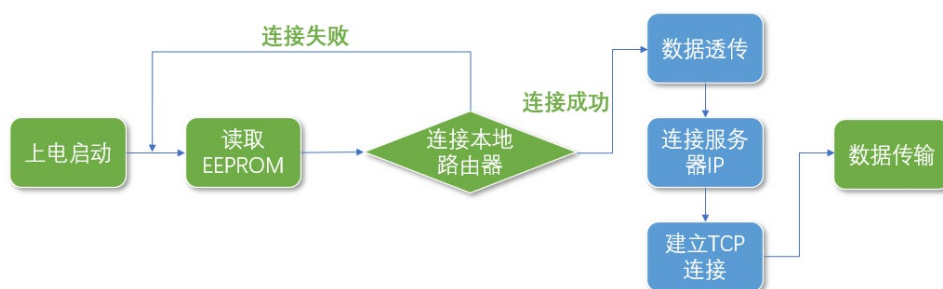 连接失败
数据透传
连接成功
上电启动
读取
EEPROM
连接本地
路由器
连接服务
器IP
数据传输
建立TCP
连接